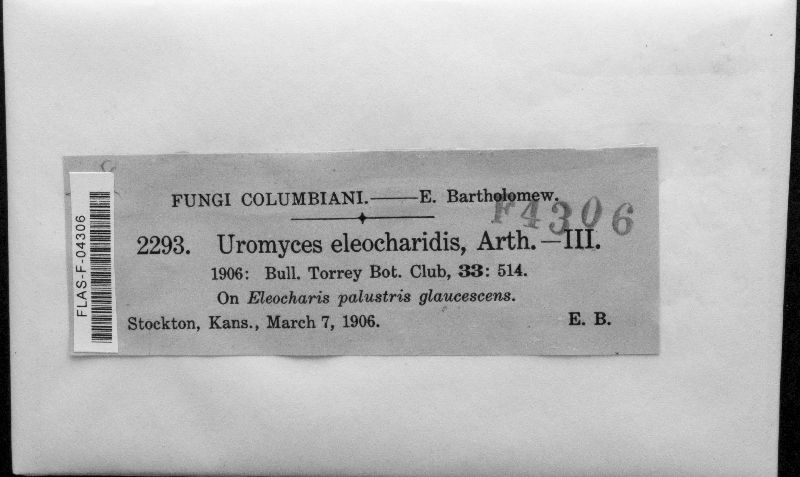 FUNGI COLUMBIANI.——E. Bartholomew.
F4306
2293. Uromyces eleocharidis, Arth.—III.
1906: Bull. Torrey Bot. Club, 33: 514.
On Eleocharis palustris glaucescens.
Stockton, Kans., March 7, 1906. E. B.
FLAS-F-04306